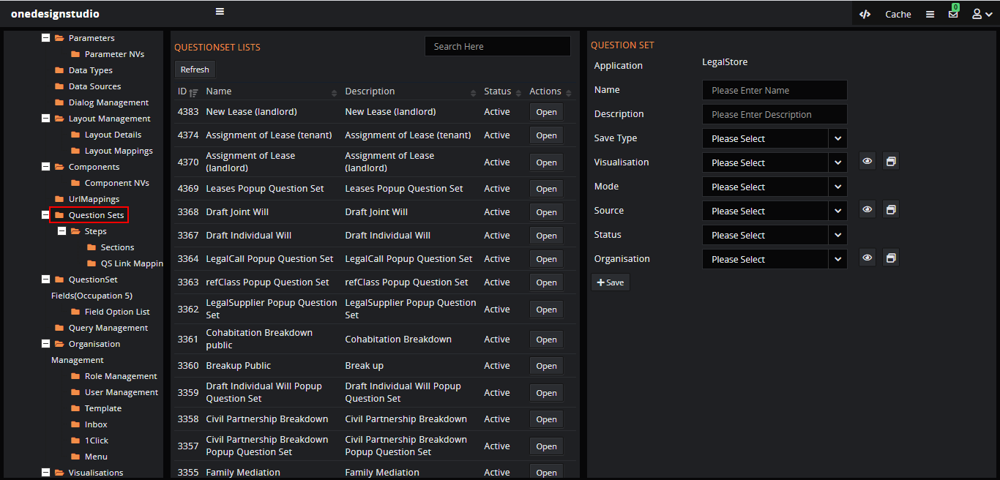 onedesignstudio
Cache
0
Parameters
Parameter NVs
Data Types
Data Sources
Dialog Management
Layout Management
Layout Details
Layout Mappings
Components
Component NVs
UrlMappings
Question Sets
Steps
Sections
QS Link Mappin
QuestionSet
Fields(Occupation 5)
Field Option List
Query Management
Organisation
Management
Role Management
User Management
Template
Inbox
1Click
Menu
Visualisations
QUESTIONSET LISTS
Search Here
Refresh
ID Name Description Status Actions
4383 New Lease (landlord) New Lease (landlord) Active Open
4374 Assignment of Lease (tenant) Assignment of Lease (tenant) Active Open
4370 Assignment of Lease (landlord) Assignment of Lease (landlord) Active Open
4369 Leases Popup Question Set Leases Popup Question Set Active Open
3368 Draft Joint Will Draft Joint Will Active Open
3367 Draft Individual Will Draft Individual Will Active Open
3364 LegalCall Popup Question Set LegalCall Popup Question Set Active Open
3363 refClass Popup Question Set refClass Popup Question Set Active Open
3362 LegalSupplier Popup Question Set LegalSupplier Popup Question Set Active Open
3361 Cohabitation Breakdown public Cohabitation Breakdown Active Open
3360 Breakup Public Break up Active Open
3359 Draft Individual Will Popup Question Set Draft Individual Will Popup Question Set Active Open
3358 Civil Partnership Breakdown Civil Partnership Breakdown Active Open
3357 Civil Partnership Breakdown Popup Question Set Civil Partnership Breakdown Popup Question Set Active Open
3355 Family Mediation Family Mediation Active Open
QUESTION SET
Application LegalStore
Name Please Enter Name
Description Please Enter Description
Save Type Please Select
Visualisation Please Select
Mode Please Select
Source Please Select
Status Please Select
Organisation Please Select
Save